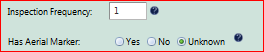 Inspection Frequency: 1 ?
Has Aerial Marker: Yes No Unknown ?